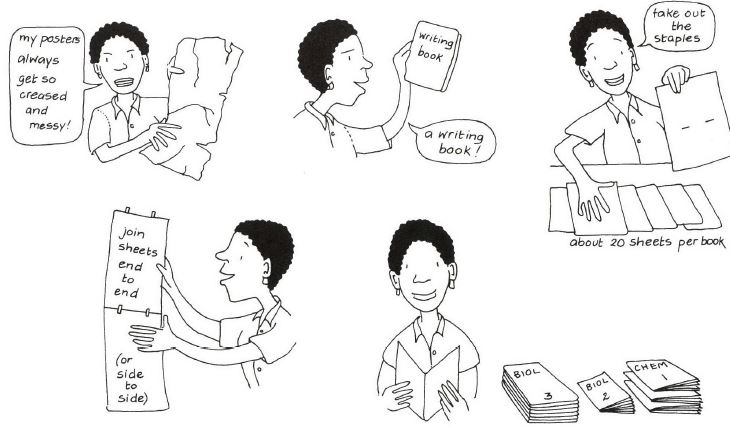 my posters
always
get so
creased
and
messy!
writing
book
a writing
book!
take out
the
staples
about 20 sheets per book
join
sheets
end
to
end
(or
side
to
side)
BIOL
3
BIOL
2
CHEM
1